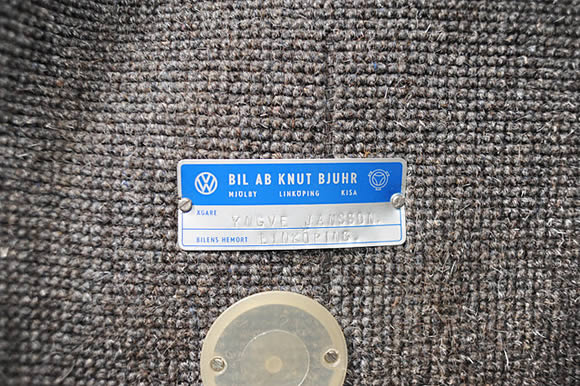 BIL AB KNUT BJUHR
MJÖLBY LINKÖPING KISA
ÄGARE
YNGVE JANSSON.
BILENS HEMORT LINKÖPING.